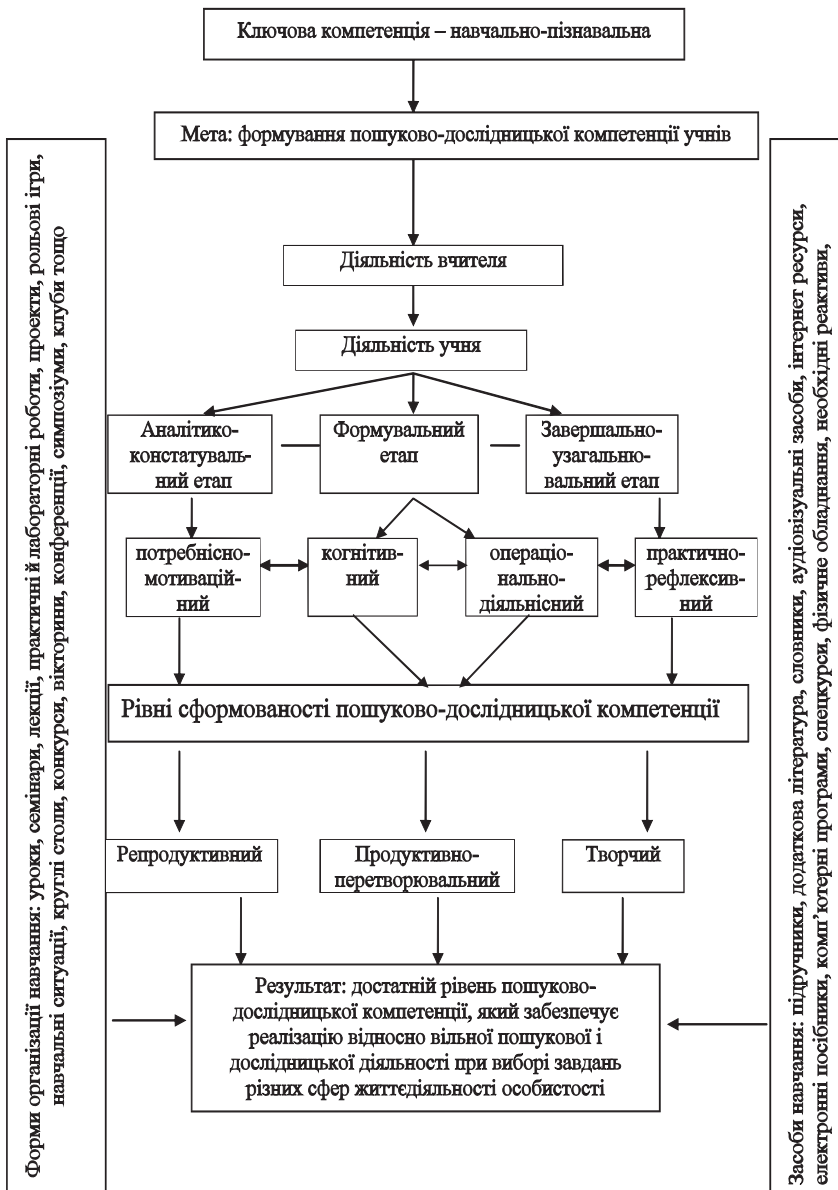 Ключова компетенція – навчально-пізнавальна
Мета: формування пошуково-дослідницької компетенції учнів
Форми організації навчання: уроки, семінари, лекції, практичні й лабораторні роботи, проекти, рольові ігри,
навчальні ситуації, круглі столи, конкурси, вікторини, конференції, симпозіуми, клуби тощо
Діяльність вчителя
Діяльність учня
Аналітико-
констатуваль-
ний етап
Формувальний
етап
Завершально-
узагальню-
вальний етап
потребнісно-
мотивацій-
ний
когнітив-
ний
операціо-
нально-
діяльнісний
практично-
рефлексив-
ний
Рівні сформованості пошуково-дослідницької компетенції
Репродуктивний
Продуктивно-
перетворювальний
Творчий
Результат: достатній рівень пошуково-
дослідницької компетенції, який забезпечує
реалізацію відносно вільної пошукової і
дослідницької діяльності при виборі завдань
різних сфер життєдіяльності особистості
Засоби навчання: підручники, додаткова література, словники, аудіовізуальні засоби, інтернет ресурси,
електронні посібники, комп’ютерні програми, спецкурси, фізичне обладнання, необхідні реактиви,